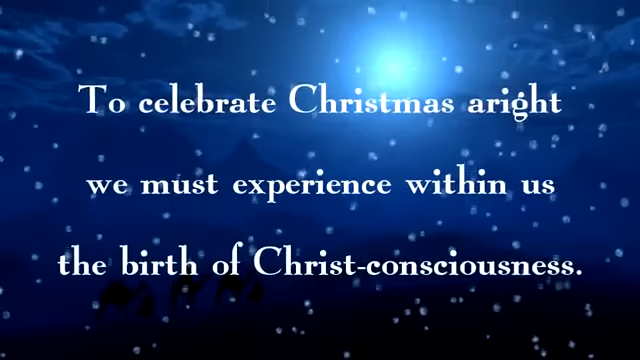 To celebrate Christmas aright
we must experience within us
the birth of Christ-consciousness.